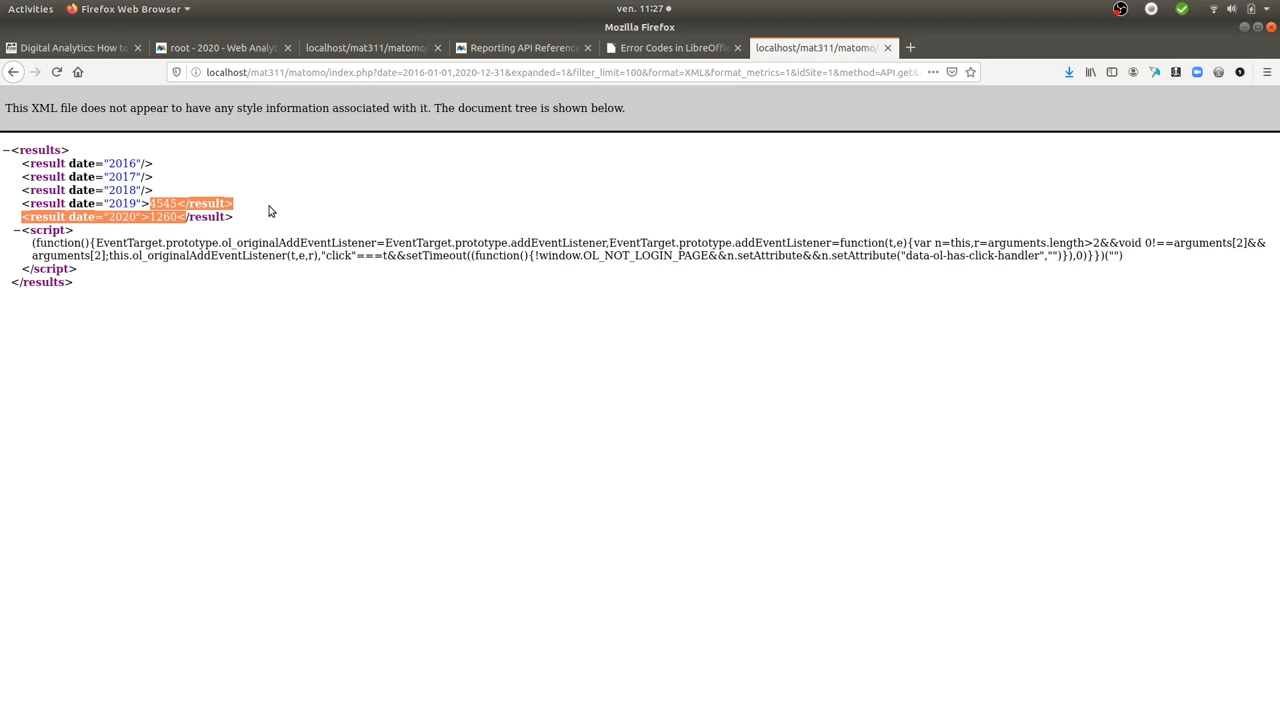 Activities
Firefox Web Browser
ven. 11:27
Mozilla Firefox
Digital Analytics: How to
root - 2020 - Web Analyt
localhost/mat311/matomo/
Reporting API Reference
Error Codes in LibreOffi
localhost/mat311/matomo/
localhost/mat311/matomo/index.php?date=2016-01-01,2020-12-31&expanded=1&filter_limit=100&format=XML&format_metrics=1&idSite=1&method=API.get&
This XML file does not appear to have any style information associated with it. The document tree is shown below.
−<results>
<result date="2016"/>
<result date="2017"/>
<result date="2018"/>
<result date="2019">4545</result>
<result date="2020">1260</result>
−<script>
(function(){EventTarget.prototype.ol_originalAddEventListener=EventTarget.prototype.addEventListener,EventTarget.prototype.addEventListener=function(t,e){var n=this,r=arguments.length>2&&void 0!==arguments[2]&&
arguments[2];this.ol_originalAddEventListener(t,e,r),"click"===t&&setTimeout((function(){!window.OL_NOT_LOGIN_PAGE&&n.setAttribute&&n.setAttribute("data-ol-has-click-handler","")}),0)}})("")
</script>
</results>